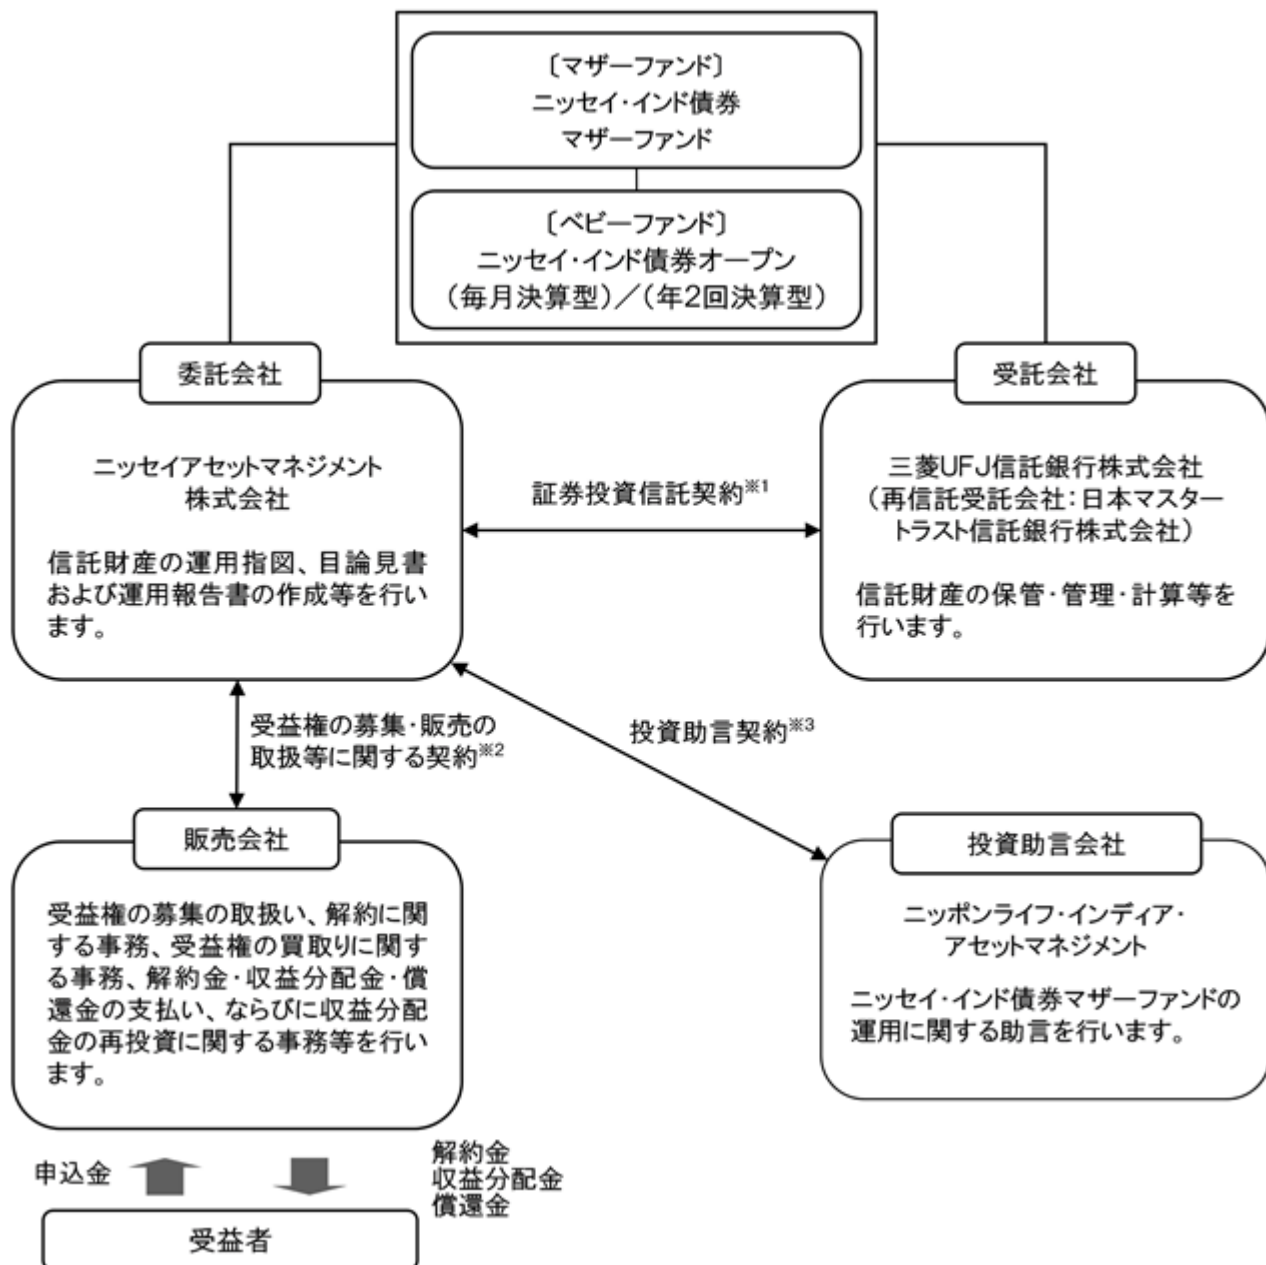 〔マザーファンド〕
ニッセイ・インド債券
マザーファンド
〔ベビーファンド〕
ニッセイ・インド債券オープン
（毎月決算型）／（年2回決算型）
委託会社
ニッセイアセットマネジメント
株式会社
信託財産の運用指図、目論見書
および運用報告書の作成等を行い
ます。
証券投資信託契約※1
受託会社
三菱UFJ信託銀行株式会社
（再信託受託会社：日本マスター
トラスト信託銀行株式会社）
信託財産の保管・管理・計算等を
行います。
受益権の募集・販売の
取扱等に関する契約※2
投資助言契約※3
販売会社
受益権の募集の取扱い、解約に関
する事務、受益権の買取りに関す
る事務、解約金・収益分配金・償
還金の支払い、ならびに収益分配
金の再投資に関する事務等を行い
ます。
投資助言会社
ニッポンライフ・インディア・
アセットマネジメント
ニッセイ・インド債券マザーファンドの
運用に関する助言を行います。
申込金
解約金
収益分配金
償還金
受益者